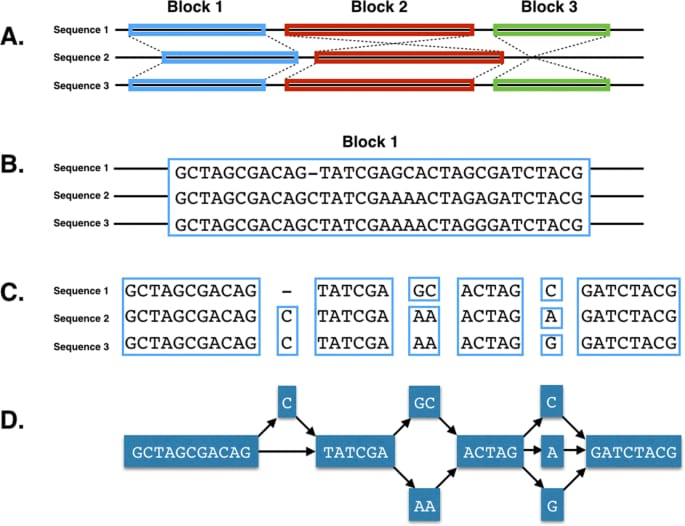 Block 1 Block 2 Block 3
A.
Sequence 1
Sequence 2
Sequence 3
Block 1
B.
Sequence 1 GCTAGCGACAG-TATCGAGCACTAGCGATCTACG
Sequence 2 GCTAGCGACAGCTATCGAAAACTAGAGATCTACG
Sequence 3 GCTAGCGACAGCTATCGAAAACTAGGGATCTACG
C.
Sequence 1 GCTAGCGACAG - TATCGA GC ACTAG C GATCTACG
Sequence 2 GCTAGCGACAG C TATCGA AA ACTAG A GATCTACG
Sequence 3 GCTAGCGACAG C TATCGA AA ACTAG G GATCTACG
D.
C GC C
GCTAGCGACAG TATCGA ACTAG A GATCTACG
AA G